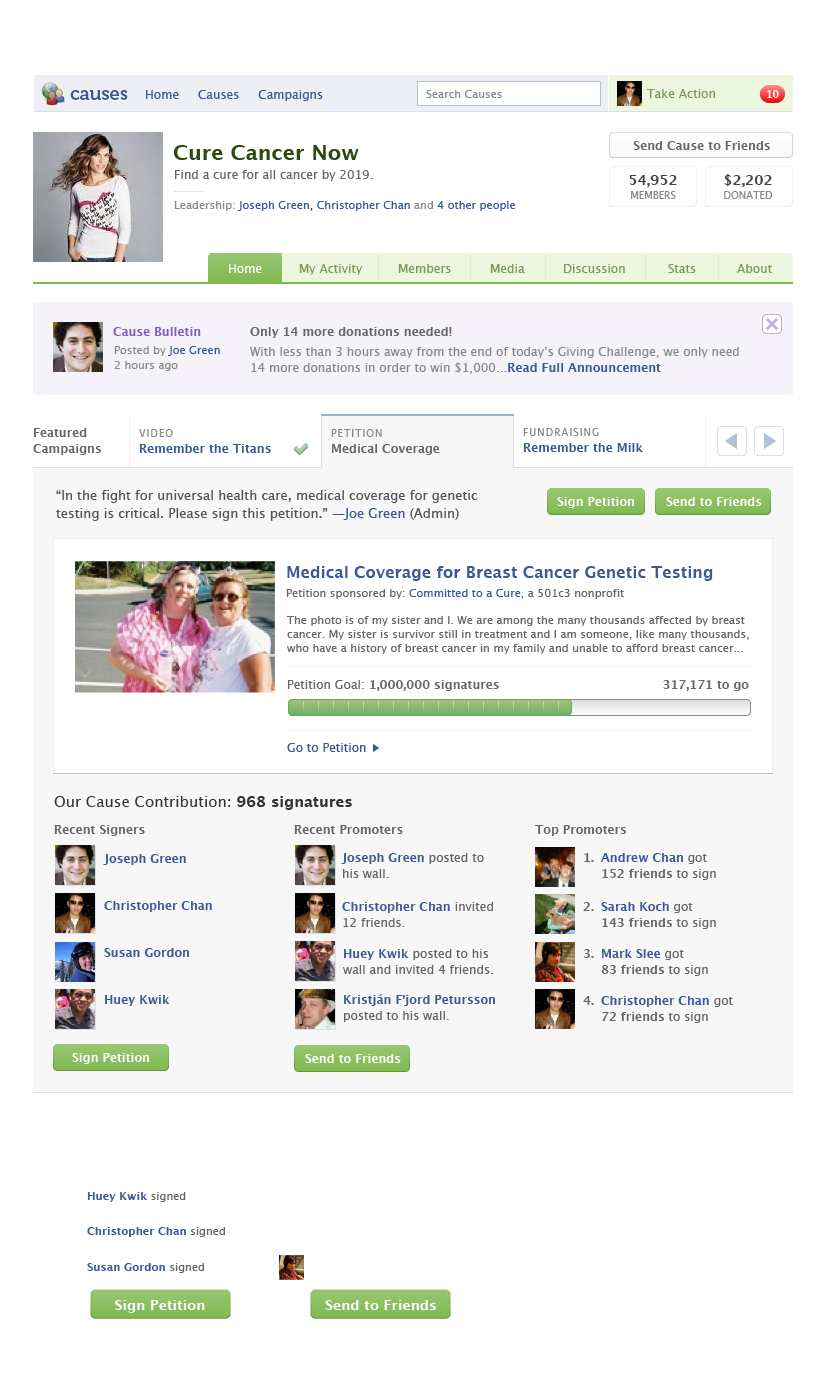 causes Home Causes Campaigns Search Causes Take Action 10
Cure Cancer Now
Find a cure for all cancer by 2019.
Leadership: Joseph Green, Christopher Chan and 4 other people
Send Cause to Friends
54,952 $2,202
MEMBERS DONATED
Home My Activity Members Media Discussion Stats About
Cause Bulletin
Posted by Joe Green
2 hours ago
Only 14 more donations needed!
With less than 3 hours away from the end of today's Giving Challenge, we only need
14 more donations in order to win $1,000...Read Full Announcement
Featured
Campaigns
VIDEO
Remember the Titans
PETITION
Medical Coverage
FUNDRAISING
Remember the Milk
“In the fight for universal health care, medical coverage for genetic
testing is critical. Please sign this petition.” —Joe Green (Admin)
Sign Petition Send to Friends
Medical Coverage for Breast Cancer Genetic Testing
Petition sponsored by: Committed to a Cure, a 501c3 nonprofit
The photo is of my sister and I. We are among the many thousands affected by breast
cancer. My sister is survivor still in treatment and I am someone, like many thousands,
who have a history of breast cancer in my family and unable to afford breast cancer...
Petition Goal: 1,000,000 signatures 317,171 to go
Go to Petition
Our Cause Contribution: 968 signatures
Recent Signers
Joseph Green
Christopher Chan
Susan Gordon
Huey Kwik
Sign Petition
Recent Promoters
Joseph Green posted to
his wall.
Christopher Chan invited
12 friends.
Huey Kwik posted to his
wall and invited 4 friends.
Kristján F'jord Petursson
posted to his wall.
Send to Friends
Top Promoters
1. Andrew Chan got
152 friends to sign
2. Sarah Koch got
143 friends to sign
3. Mark Slee got
83 friends to sign
4. Christopher Chan got
72 friends to sign
Huey Kwik signed
Christopher Chan signed
Susan Gordon signed
Sign Petition Send to Friends